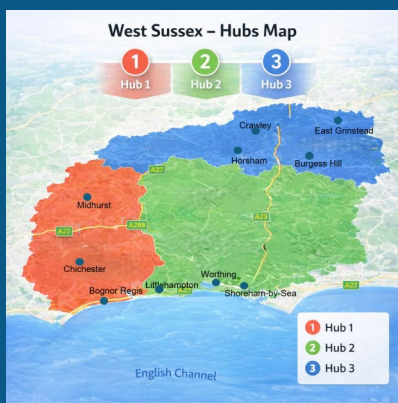 West Sussex – Hubs Map
1 2 3
Hub 1 Hub 2 Hub 3
Crawley
East Grinstead
Horsham
Burgess Hill
A27
Midhurst
A286
A22
A22
Chichester
Worthing
Littlehampton
Shoreham-by-Sea
A27
Bognor Regis
1 Hub 1
2 Hub 2
3 Hub 3
English Channel